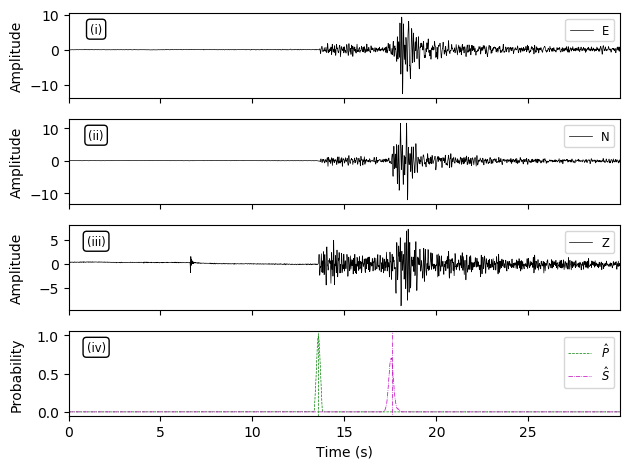 10
0
−10
Amplitude
(i)
E
10
0
−10
Amplitude
(ii)
N
5
0
−5
Amplitude
(iii)
Z
1.0
0.5
0.0
Probability
(iv)
P̂
Ŝ
0 5 10 15 20 25
Time (s)